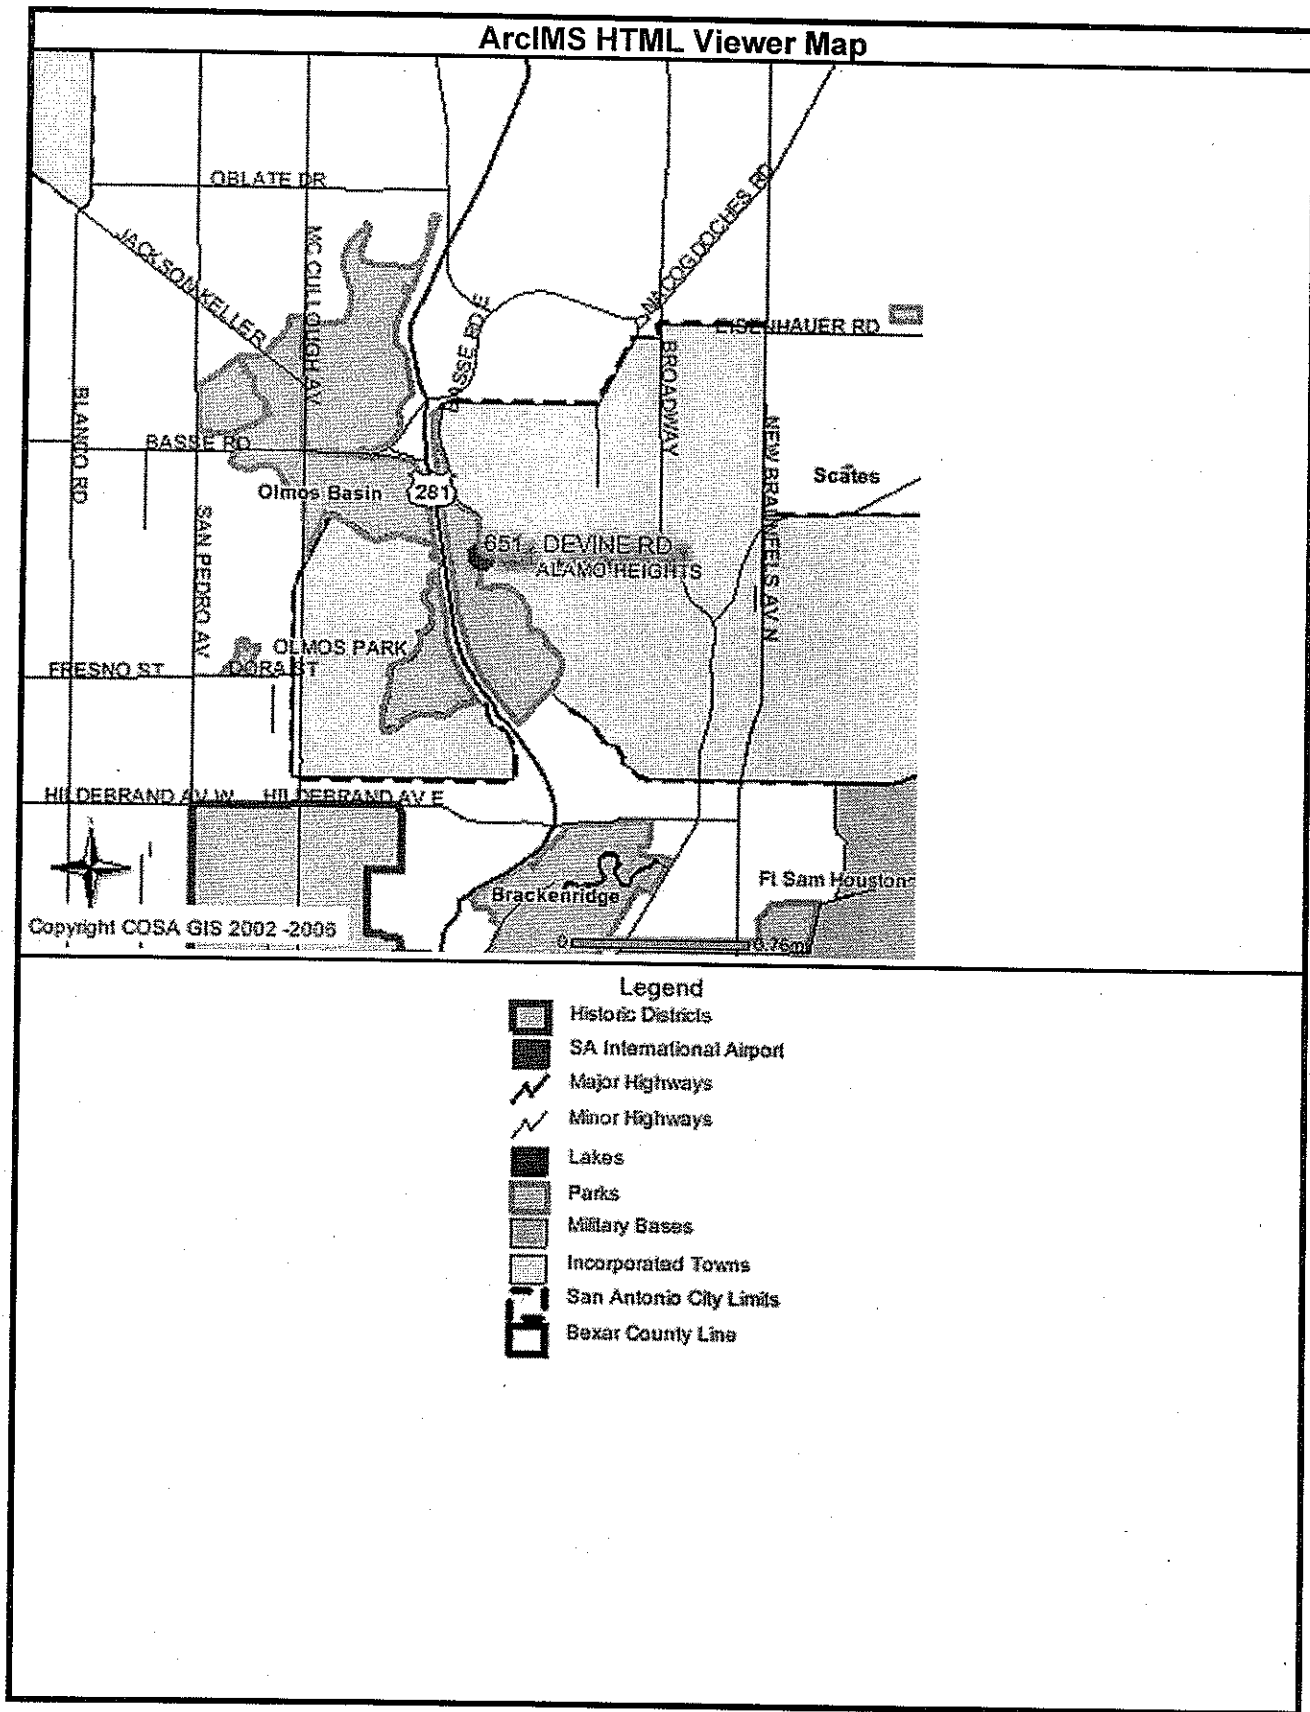 ArcIMS HTML Viewer Map
OBLATE DR
JACKSON KELLER
MC CULLOUGH AV
NACOGDOCHES RD
BASSE RD E
EISENHAUER RD
BROADWAY
BLANCO RD
BASSE RD
NEW BRAUNFELS AV N
Scates
Olmos Basin
281
SAN PEDRO AV
651 DEVINE RD
ALAMO HEIGHTS
OLMOS PARK
FRESNO ST
DORA ST
HILDEBRAND AV W
HILDEBRAND AV E
Ft Sam Houston
Brackenridge
Copyright COSA GIS 2002 -2006
0
0.76mi
Legend
Historic Districts
SA International Airport
Major Highways
Minor Highways
Lakes
Parks
Military Bases
Incorporated Towns
San Antonio City Limits
Bexar County Line